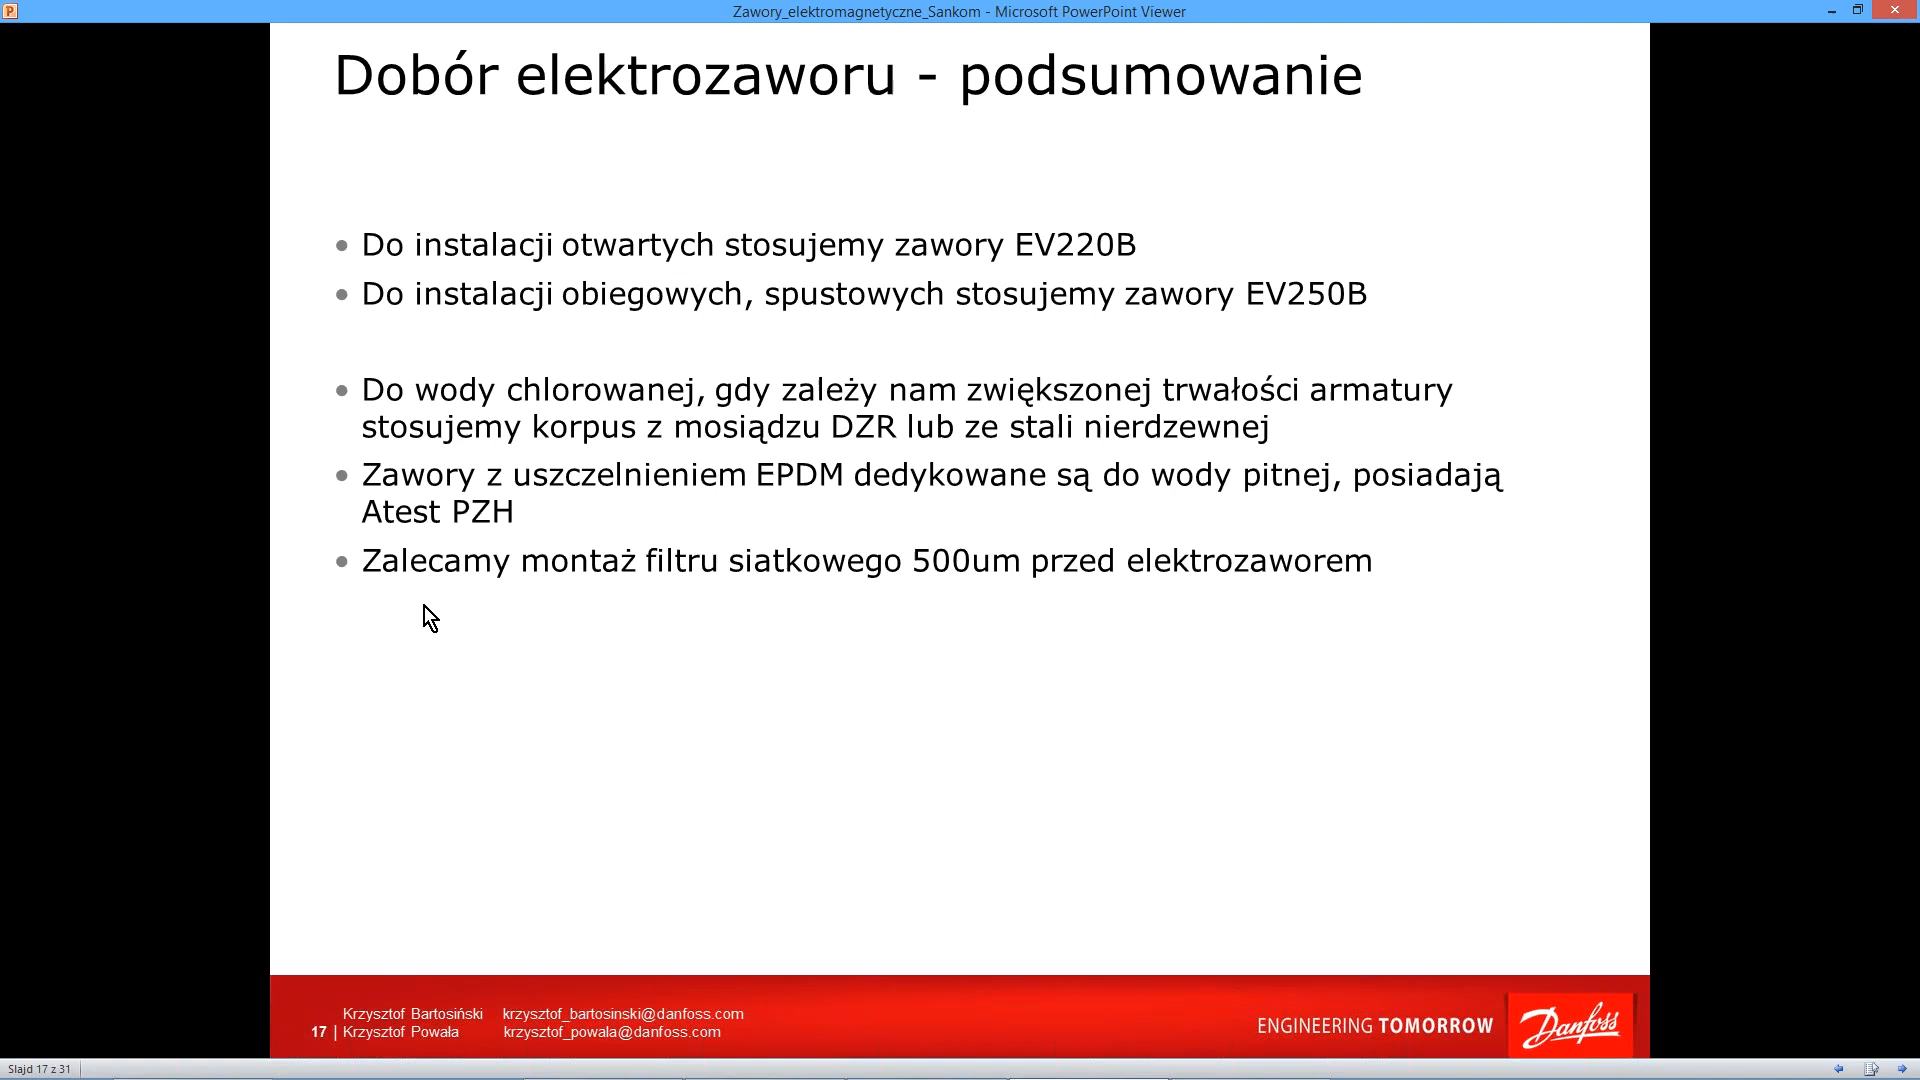 Zawory_elektromagnetyczne_Sankom - Microsoft PowerPoint Viewer
Dobór elektrozaworu - podsumowanie
• Do instalacji otwartych stosujemy zawory EV220B
• Do instalacji obiegowych, spustowych stosujemy zawory EV250B
• Do wody chlorowanej, gdy zależy nam zwiększonej trwałości armatury
stosujemy korpus z mosiądzu DZR lub ze stali nierdzewnej
• Zawory z uszczelnieniem EPDM dedykowane są do wody pitnej, posiadają
Atest PZH
• Zalecamy montaż filtru siatkowego 500um przed elektrozaworem
Krzysztof Bartosiński krzysztof_bartosinski@danfoss.com
17 | Krzysztof Powała krzysztof_powala@danfoss.com
ENGINEERING TOMORROW
Danfoss
Slajd 17 z 31